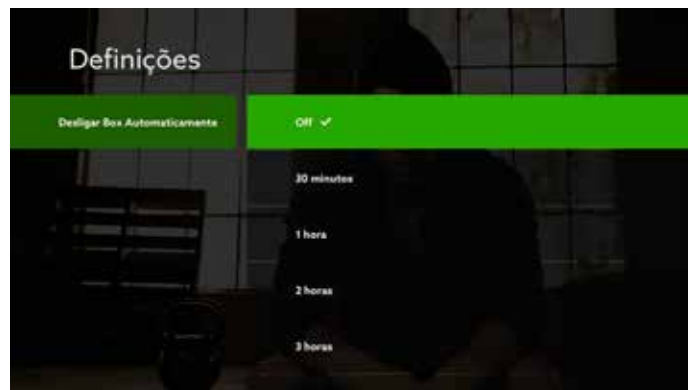 Definições
Desligar Box Automaticamente
Off
30 minutos
1 hora
2 horas
3 horas